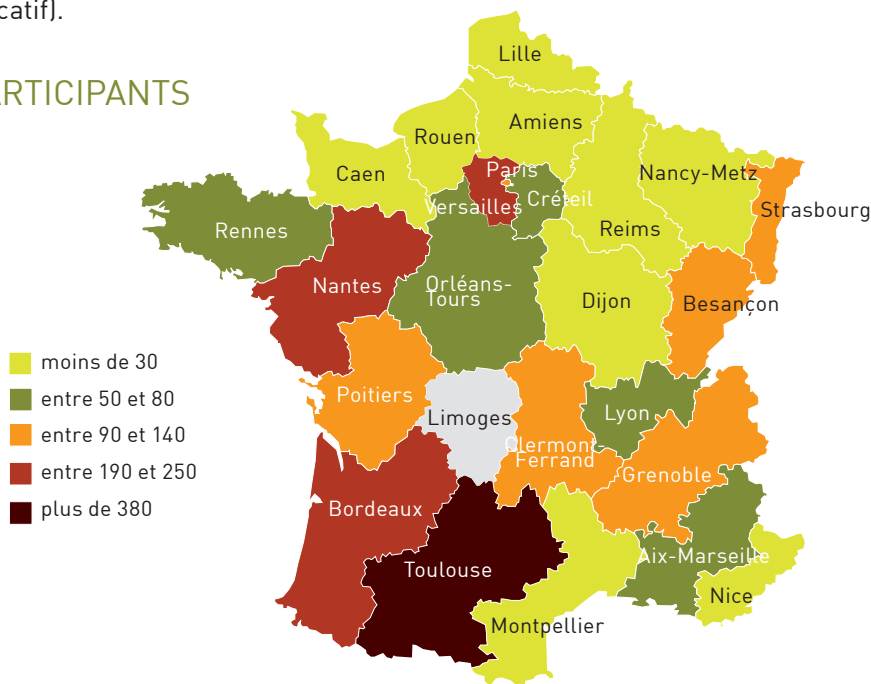 catif).
ARTICIPANTS
Lille
Amiens
Rouen
Caen
Paris
Nancy-Metz
Créteil
Versailles
Strasbourg
Reims
Rennes
Nantes
Orléans-
Tours
Dijon
Besançon
moins de 30
entre 50 et 80
entre 90 et 140
entre 190 et 250
plus de 380
Poitiers
Limoges
Lyon
Clermont-
Ferrand
Grenoble
Bordeaux
Toulouse
Aix-Marseille
Nice
Montpellier